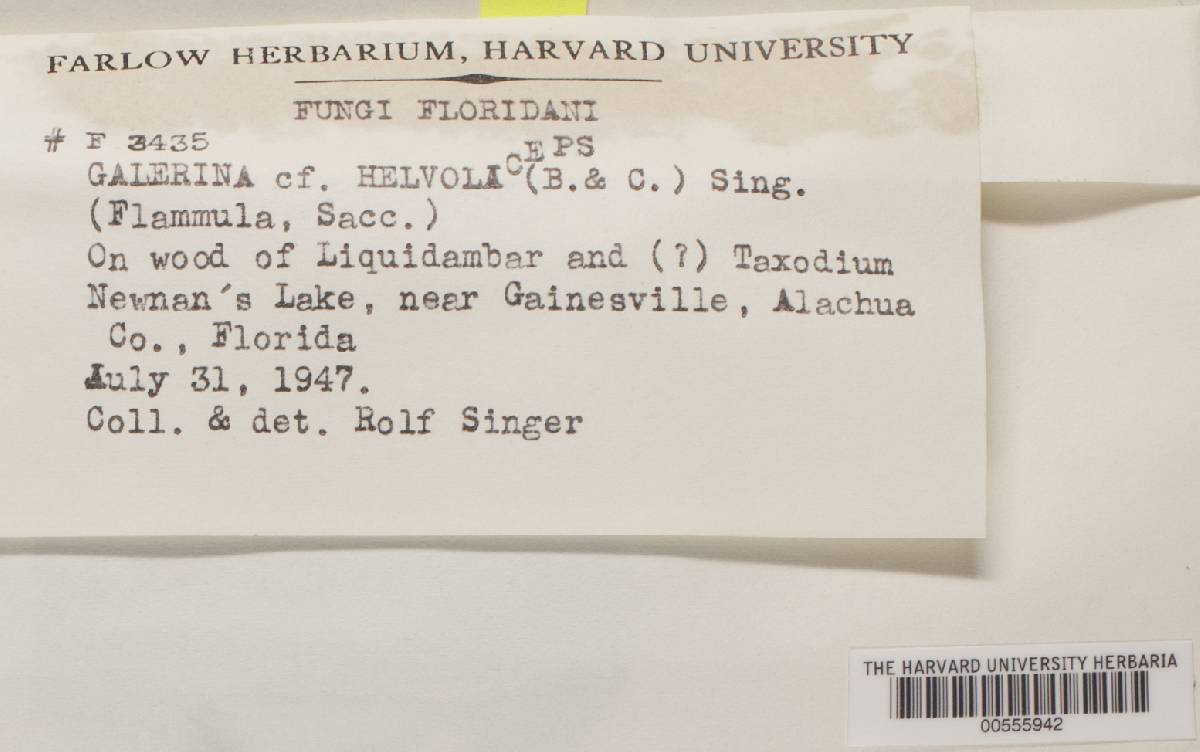 FARLOW HERBARIUM, HARVARD UNIVERSITY
FUNGI FLORIDANI
# F 3435
GALERINA cf. HELVOLICEPS (B.& C.) Sing.
(Flammula, Sacc.)
On wood of Liquidambar and (?) Taxodium
Newnan's Lake, near Gainesville, Alachua
Co., Florida
July 31, 1947.
Coll. & det. Rolf Singer
THE HARVARD UNIVERSITY HERBARIA
00555942